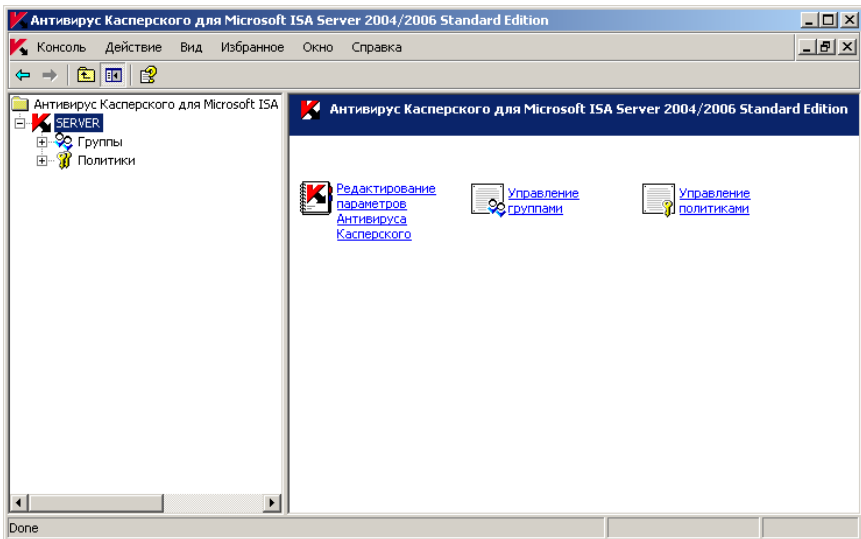 Антивирус Касперского для Microsoft ISA Server 2004/2006 Standard Edition
Консоль Действие Вид Избранное Окно Справка
Антивирус Касперского для Microsoft ISA
SERVER
Группы
Политики
Антивирус Касперского для Microsoft ISA Server 2004/2006 Standard Edition
Редактирование
параметров
Антивируса
Касперского
Управление
группами
Управление
политиками
Done